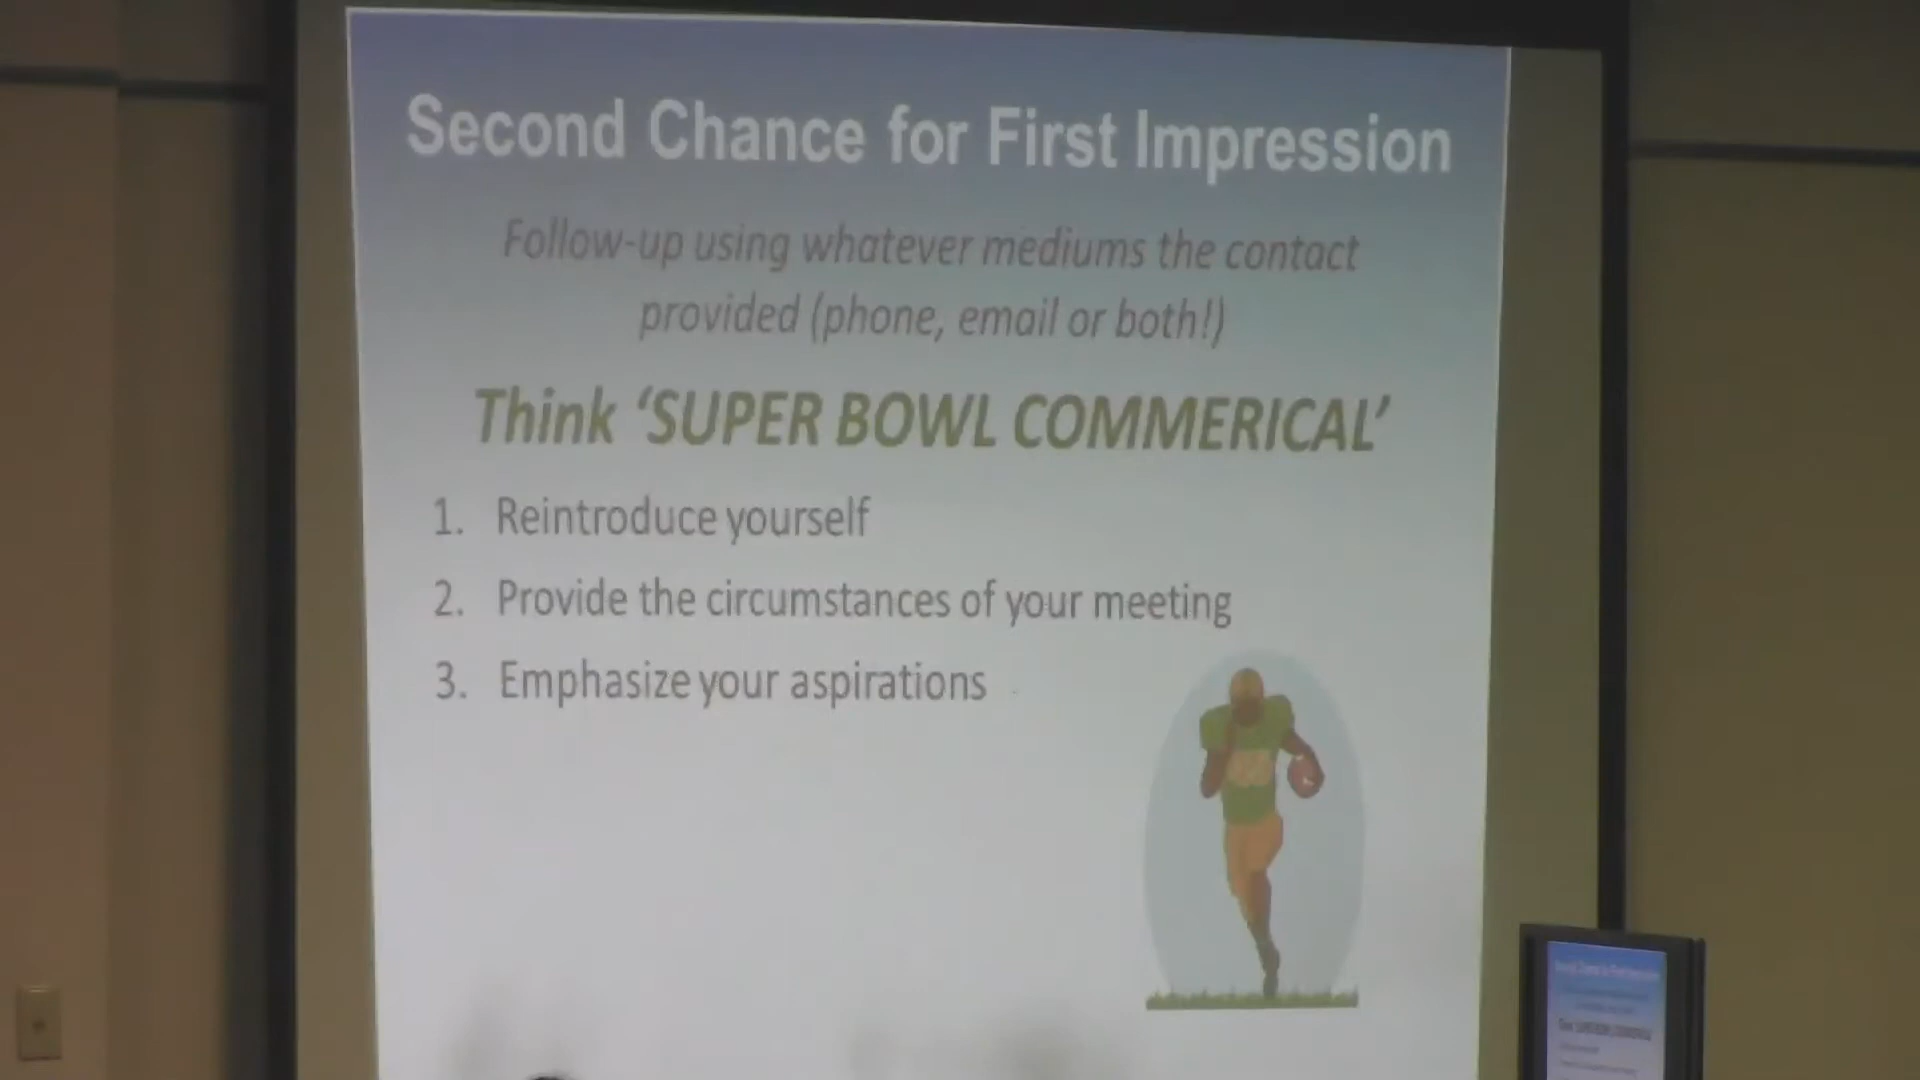 Second Chance for First Impression
Follow-up using whatever mediums the contact
provided (phone, email or both!)
Think ‘SUPER BOWL COMMERICAL’
1. Reintroduce yourself
2. Provide the circumstances of your meeting
3. Emphasize your aspirations